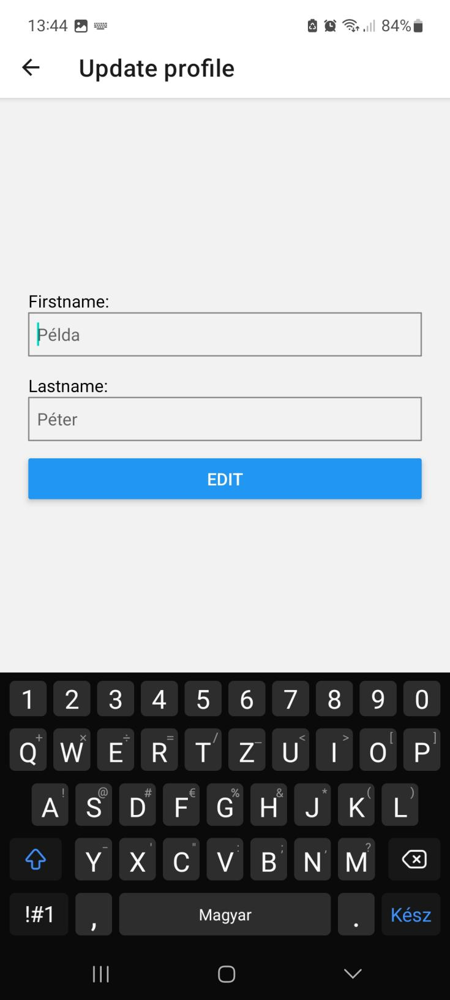 13:44 84%
Update profile
Firstname:
Példa
Lastname:
Péter
EDIT
1 2 3 4 5 6 7 8 9 0
+ × ÷ = / _ < > [ ]
Q W E R T Z U I O P
! @ # € % & * ( )
A S D F G H J K L
- ' " : ; , ?
Y X C V B N M
!#1 , Magyar . Kész